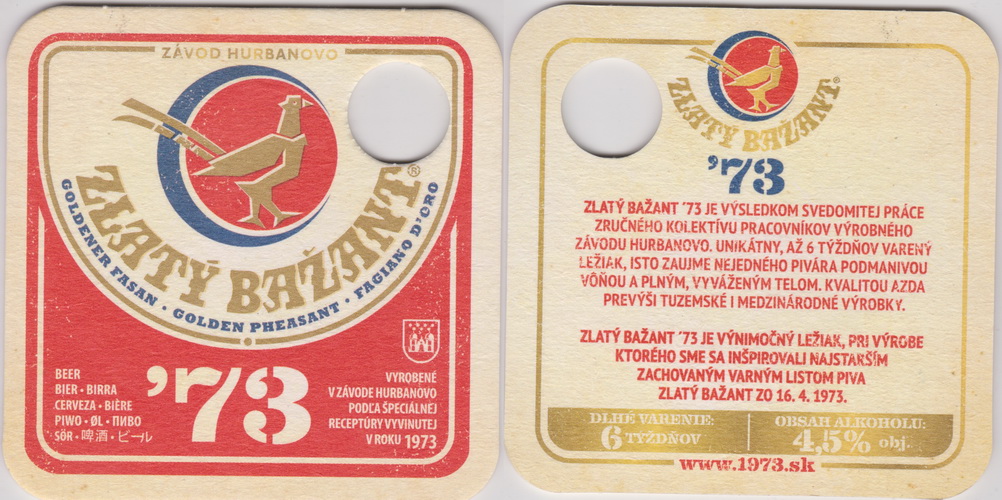 ZÁVOD HURBANOVO
ZLATÝ BAŽANT®
GOLDENER FASAN · GOLDEN PHEASANT · FAGIANO D'ORO
BEER
BIER · BIRRA
CERVEZA · BIÈRE
PIWO · ØL · ПИВО
SÖR · 啤酒 · ビール
'73
VYROBENÉ
V ZÁVODE HURBANOVO
PODĽA ŠPECIÁLNEJ
RECEPTÚRY VYVINUTEJ
V ROKU 1973
ZLATÝ BAŽANT®
'73
ZLATÝ BAŽANT ´73 JE VÝSLEDKOM SVEDOMITEJ PRÁCE
ZRUČNÉHO KOLEKTÍVU PRACOVNÍKOV VÝROBNÉHO
ZÁVODU HURBANOVO. UNIKÁTNY, AŽ 6 TÝŽDŇOV VARENÝ
LEŽIAK, ISTO ZAUJME NEJEDNÉHO PIVÁRA PODMANIVOU
VÔŇOU A PLNÝM, VYVÁŽENÝM TELOM. KVALITOU AZDA
PREVÝŠI TUZEMSKÉ I MEDZINÁRODNÉ VÝROBKY.
ZLATÝ BAŽANT ´73 JE VÝNIMOČNÝ LEŽIAK, PRI VÝROBE
KTORÉHO SME SA INŠPIROVALI NAJSTARŠÍM
ZACHOVANÝM VARNÝM LISTOM PIVA
ZLATÝ BAŽANT ZO 16. 4. 1973.
DLHÉ VARENIE:
6 TÝŽDŇOV
OBSAH ALKOHOLU:
4,5% obj.
www.1973.sk